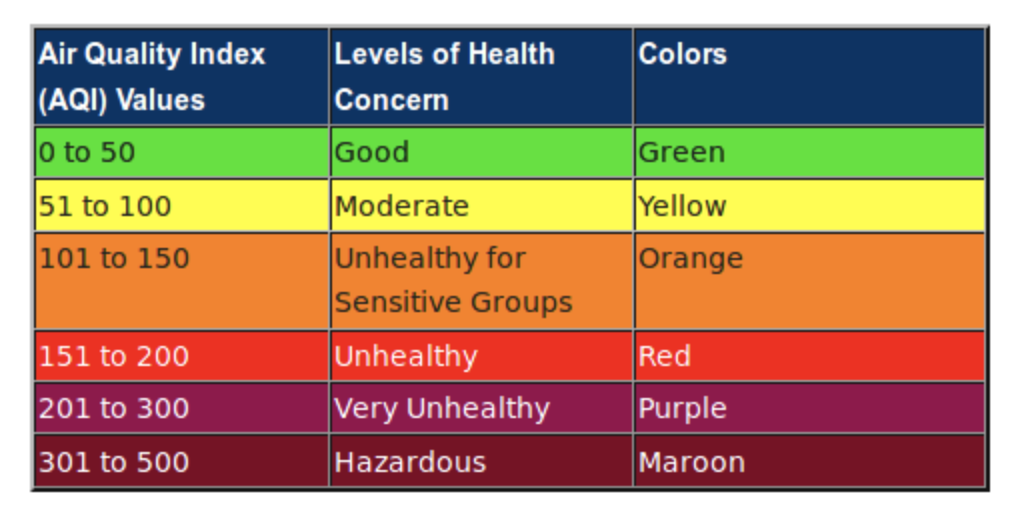 Air Quality Index
(AQI) Values
Levels of Health
Concern
Colors
0 to 50
Good
Green
51 to 100
Moderate
Yellow
101 to 150
Unhealthy for
Sensitive Groups
Orange
151 to 200
Unhealthy
Red
201 to 300
Very Unhealthy
Purple
301 to 500
Hazardous
Maroon